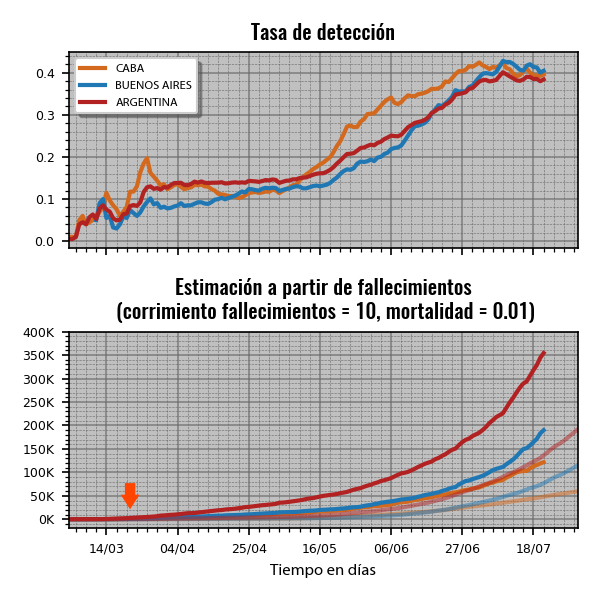 Tasa de detección
0.4
0.3
0.2
0.1
0.0
CABA
BUENOS AIRES
ARGENTINA
Estimación a partir de fallecimientos
(corrimiento fallecimientos = 10, mortalidad = 0.01)
400K
350K
300K
250K
200K
150K
100K
50K
0K
14/03 04/04 25/04 16/05 06/06 27/06 18/07
Tiempo en días